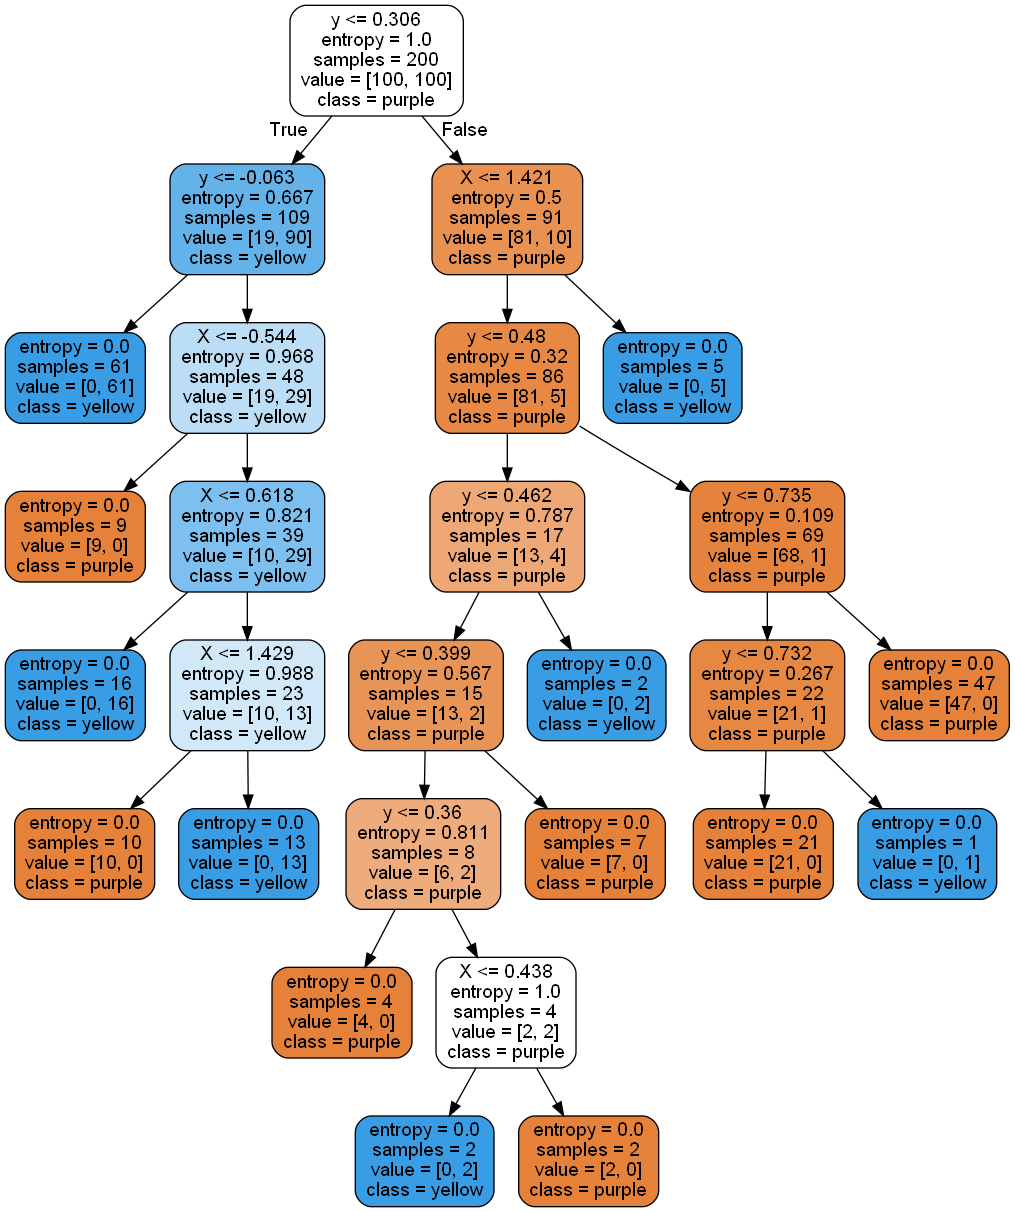 y <= 0.306
entropy = 1.0
samples = 200
value = [100, 100]
class = purple
True
False
y <= -0.063
entropy = 0.667
samples = 109
value = [19, 90]
class = yellow
X <= 1.421
entropy = 0.5
samples = 91
value = [81, 10]
class = purple
entropy = 0.0
samples = 61
value = [0, 61]
class = yellow
X <= -0.544
entropy = 0.968
samples = 48
value = [19, 29]
class = yellow
y <= 0.48
entropy = 0.32
samples = 86
value = [81, 5]
class = purple
entropy = 0.0
samples = 5
value = [0, 5]
class = yellow
entropy = 0.0
samples = 9
value = [9, 0]
class = purple
X <= 0.618
entropy = 0.821
samples = 39
value = [10, 29]
class = yellow
y <= 0.462
entropy = 0.787
samples = 17
value = [13, 4]
class = purple
y <= 0.735
entropy = 0.109
samples = 69
value = [68, 1]
class = purple
entropy = 0.0
samples = 16
value = [0, 16]
class = yellow
X <= 1.429
entropy = 0.988
samples = 23
value = [10, 13]
class = yellow
y <= 0.399
entropy = 0.567
samples = 15
value = [13, 2]
class = purple
entropy = 0.0
samples = 2
value = [0, 2]
class = yellow
y <= 0.732
entropy = 0.267
samples = 22
value = [21, 1]
class = purple
entropy = 0.0
samples = 47
value = [47, 0]
class = purple
entropy = 0.0
samples = 10
value = [10, 0]
class = purple
entropy = 0.0
samples = 13
value = [0, 13]
class = yellow
y <= 0.36
entropy = 0.811
samples = 8
value = [6, 2]
class = purple
entropy = 0.0
samples = 7
value = [7, 0]
class = purple
entropy = 0.0
samples = 21
value = [21, 0]
class = purple
entropy = 0.0
samples = 1
value = [0, 1]
class = yellow
entropy = 0.0
samples = 4
value = [4, 0]
class = purple
X <= 0.438
entropy = 1.0
samples = 4
value = [2, 2]
class = purple
entropy = 0.0
samples = 2
value = [0, 2]
class = yellow
entropy = 0.0
samples = 2
value = [2, 0]
class = purple